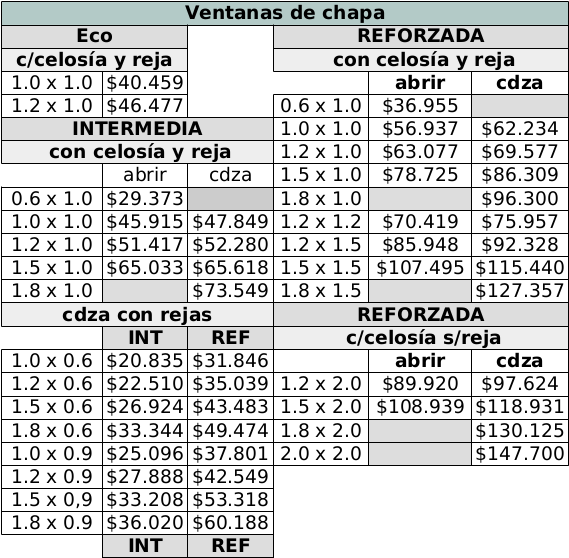 Ventanas de chapa
Eco
c/celosía y reja
1.0 x 1.0 $40.459
1.2 x 1.0 $46.477
INTERMEDIA
con celosía y reja
abrir cdza
0.6 x 1.0 $29.373
1.0 x 1.0 $45.915 $47.849
1.2 x 1.0 $51.417 $52.280
1.5 x 1.0 $65.033 $65.618
1.8 x 1.0 $73.549
cdza con rejas
INT REF
1.0 x 0.6 $20.835 $31.846
1.2 x 0.6 $22.510 $35.039
1.5 x 0.6 $26.924 $43.483
1.8 x 0.6 $33.344 $49.474
1.0 x 0.9 $25.096 $37.801
1.2 x 0.9 $27.888 $42.549
1.5 x 0,9 $33.208 $53.318
1.8 x 0.9 $36.020 $60.188
INT REF
REFORZADA
con celosía y reja
abrir cdza
0.6 x 1.0 $36.955
1.0 x 1.0 $56.937 $62.234
1.2 x 1.0 $63.077 $69.577
1.5 x 1.0 $78.725 $86.309
1.8 x 1.0 $96.300
1.2 x 1.2 $70.419 $75.957
1.2 x 1.5 $85.948 $92.328
1.5 x 1.5 $107.495 $115.440
1.8 x 1.5 $127.357
REFORZADA
c/celosía s/reja
abrir cdza
1.2 x 2.0 $89.920 $97.624
1.5 x 2.0 $108.939 $118.931
1.8 x 2.0 $130.125
2.0 x 2.0 $147.700